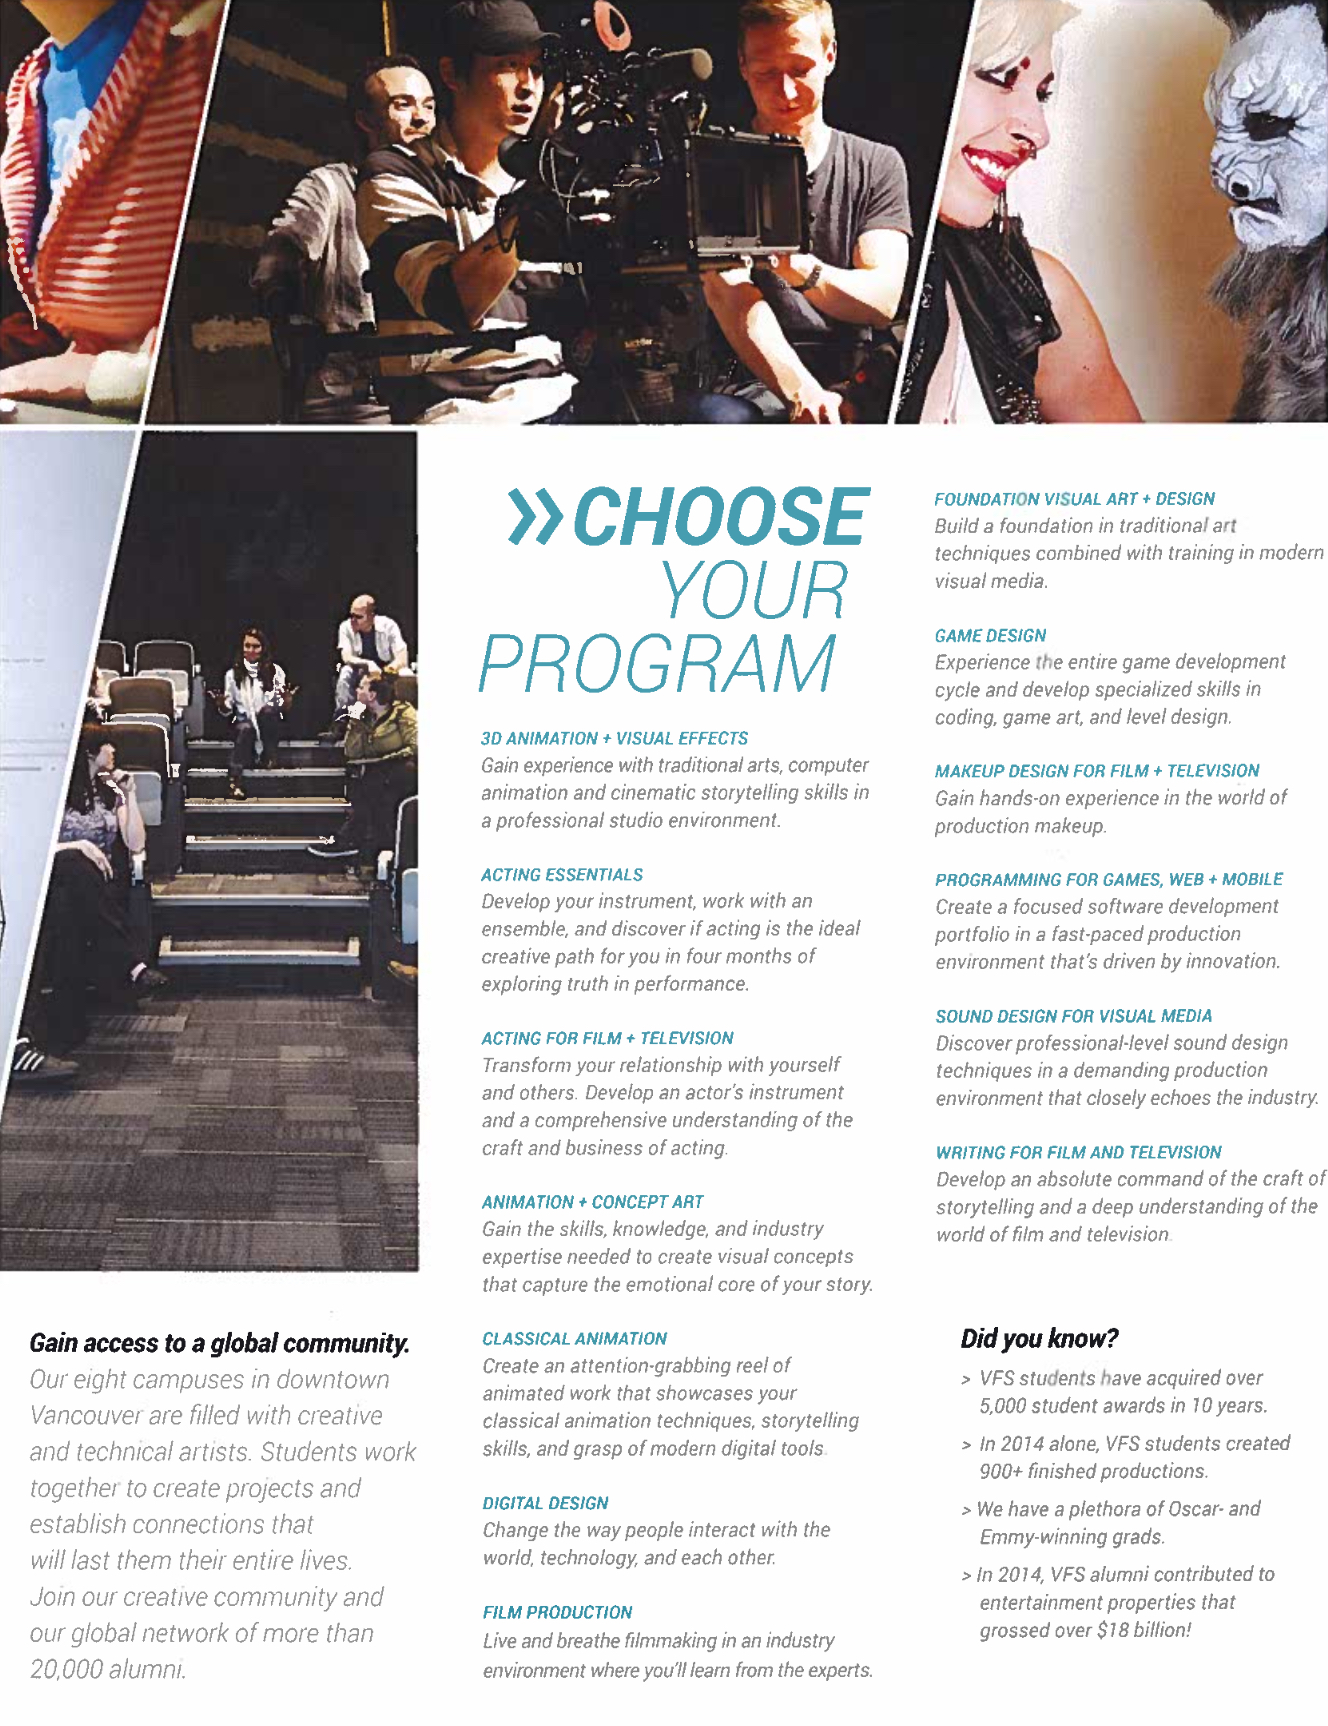 »CHOOSE
YOUR
PROGRAM
3D ANIMATION + VISUAL EFFECTS
Gain experience with traditional arts, computer
animation and cinematic storytelling skills in
a professional studio environment.
ACTING ESSENTIALS
Develop your instrument, work with an
ensemble, and discover if acting is the ideal
creative path for you in four months of
exploring truth in performance.
ACTING FOR FILM + TELEVISION
Transform your relationship with yourself
and others. Develop an actor's instrument
and a comprehensive understanding of the
craft and business of acting.
ANIMATION + CONCEPT ART
Gain the skills, knowledge, and industry
expertise needed to create visual concepts
that capture the emotional core of your story.
CLASSICAL ANIMATION
Create an attention-grabbing reel of
animated work that showcases your
classical animation techniques, storytelling
skills, and grasp of modern digital tools.
DIGITAL DESIGN
Change the way people interact with the
world, technology, and each other.
FILM PRODUCTION
Live and breathe filmmaking in an industry
environment where you'll learn from the experts.
FOUNDATION VISUAL ART + DESIGN
Build a foundation in traditional art
techniques combined with training in modern
visual media.
GAME DESIGN
Experience the entire game development
cycle and develop specialized skills in
coding, game art, and level design.
MAKEUP DESIGN FOR FILM + TELEVISION
Gain hands-on experience in the world of
production makeup.
PROGRAMMING FOR GAMES, WEB + MOBILE
Create a focused software development
portfolio in a fast-paced production
environment that's driven by innovation.
SOUND DESIGN FOR VISUAL MEDIA
Discover professional-level sound design
techniques in a demanding production
environment that closely echoes the industry.
WRITING FOR FILM AND TELEVISION
Develop an absolute command of the craft of
storytelling and a deep understanding of the
world of film and television.
Gain access to a global community.
Our eight campuses in downtown
Vancouver are filled with creative
and technical artists. Students work
together to create projects and
establish connections that
will last them their entire lives.
Join our creative community and
our global network of more than
20,000 alumni.
Did you know?
> VFS students have acquired over
5,000 student awards in 10 years.
> In 2014 alone, VFS students created
900+ finished productions.
> We have a plethora of Oscar- and
Emmy-winning grads.
> In 2014, VFS alumni contributed to
entertainment properties that
grossed over $18 billion!